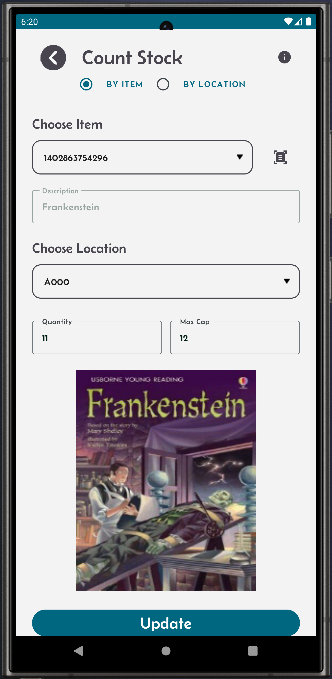 5:20
Count Stock
BY ITEM BY LOCATION
Choose Item
1402863754296
Description
Frankenstein
Choose Location
A000
Quantity Max Cap
11 12
USBORNE YOUNG READING
Frankenstein
Based on the story by
Mary Shelley
Illustrated by
Update